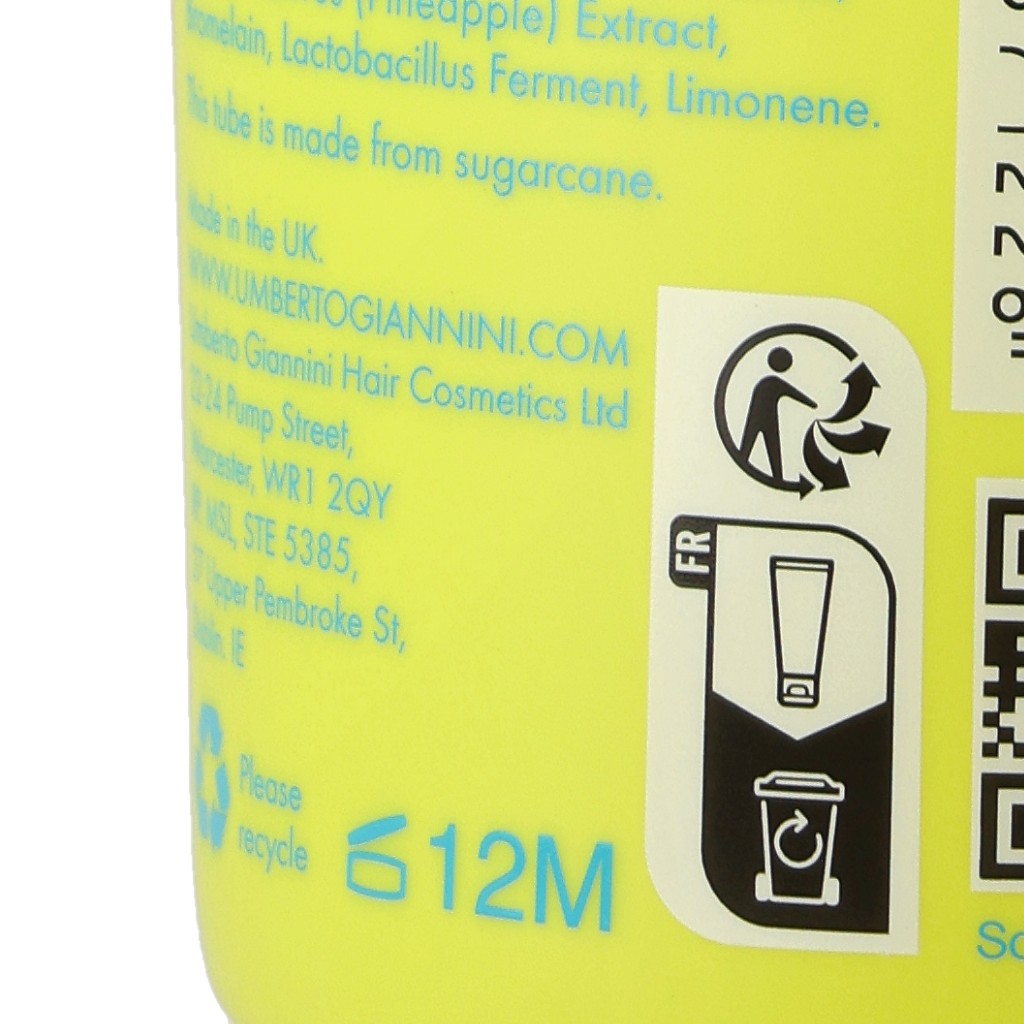 (Pineapple) Extract,
Bromelain, Lactobacillus Ferment, Limonene.
This tube is made from sugarcane.
Made in the UK.
WWW.UMBERTOGIANNINI.COM
Umberto Giannini Hair Cosmetics Ltd
22-24 Pump Street,
Worcester, WR1 2QY
RP MSL, STE 5385,
27 Upper Pembroke St,
Dublin, IE
Please
recycle
12M
FR